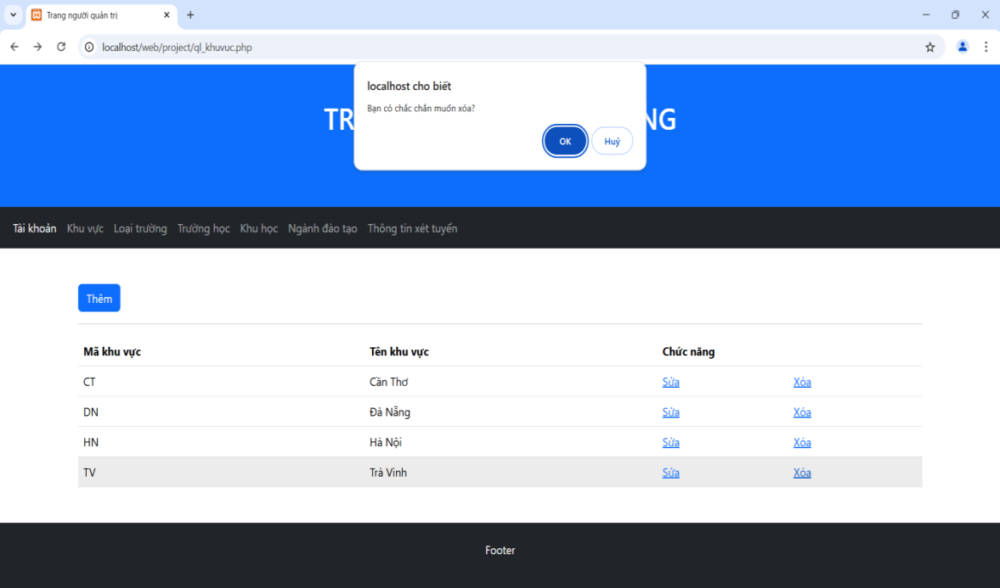 Trang người quản trị
localhost/web/project/ql_khuvuc.php
localhost cho biết
Bạn có chắc chắn muốn xóa?
OK Huỷ
TR NG
Tài khoản Khu vực Loại trường Trường học Khu học Ngành đào tạo Thông tin xét tuyển
Thêm
Mã khu vực Tên khu vực Chức năng
CT Cần Thơ Sửa Xóa
DN Đà Nẵng Sửa Xóa
HN Hà Nội Sửa Xóa
TV Trà Vinh Sửa Xóa
Footer